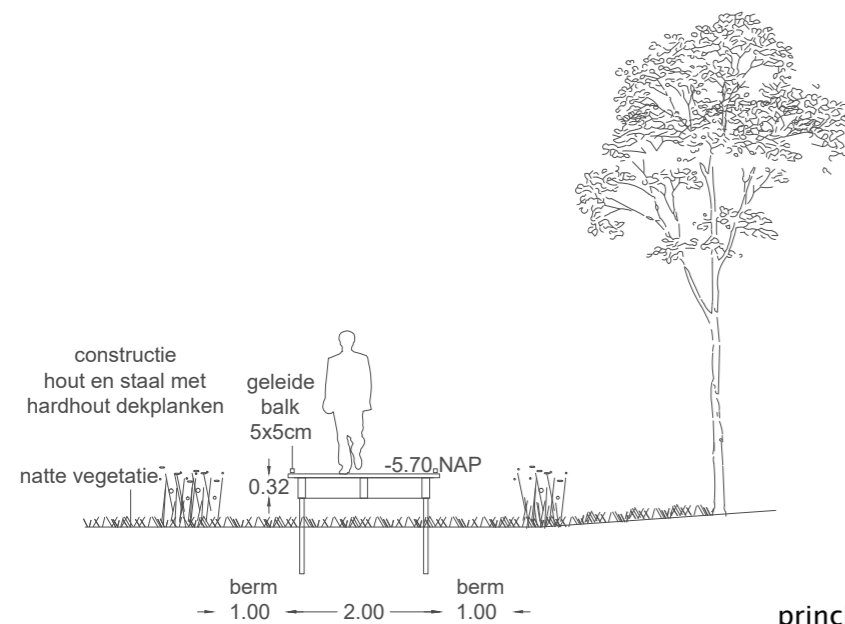 constructie
hout en staal met
hardhout dekplanken
geleide
balk
5x5cm
natte vegetatie
-5.70 NAP
0.32
berm
berm
1.00
2.00
1.00
princ